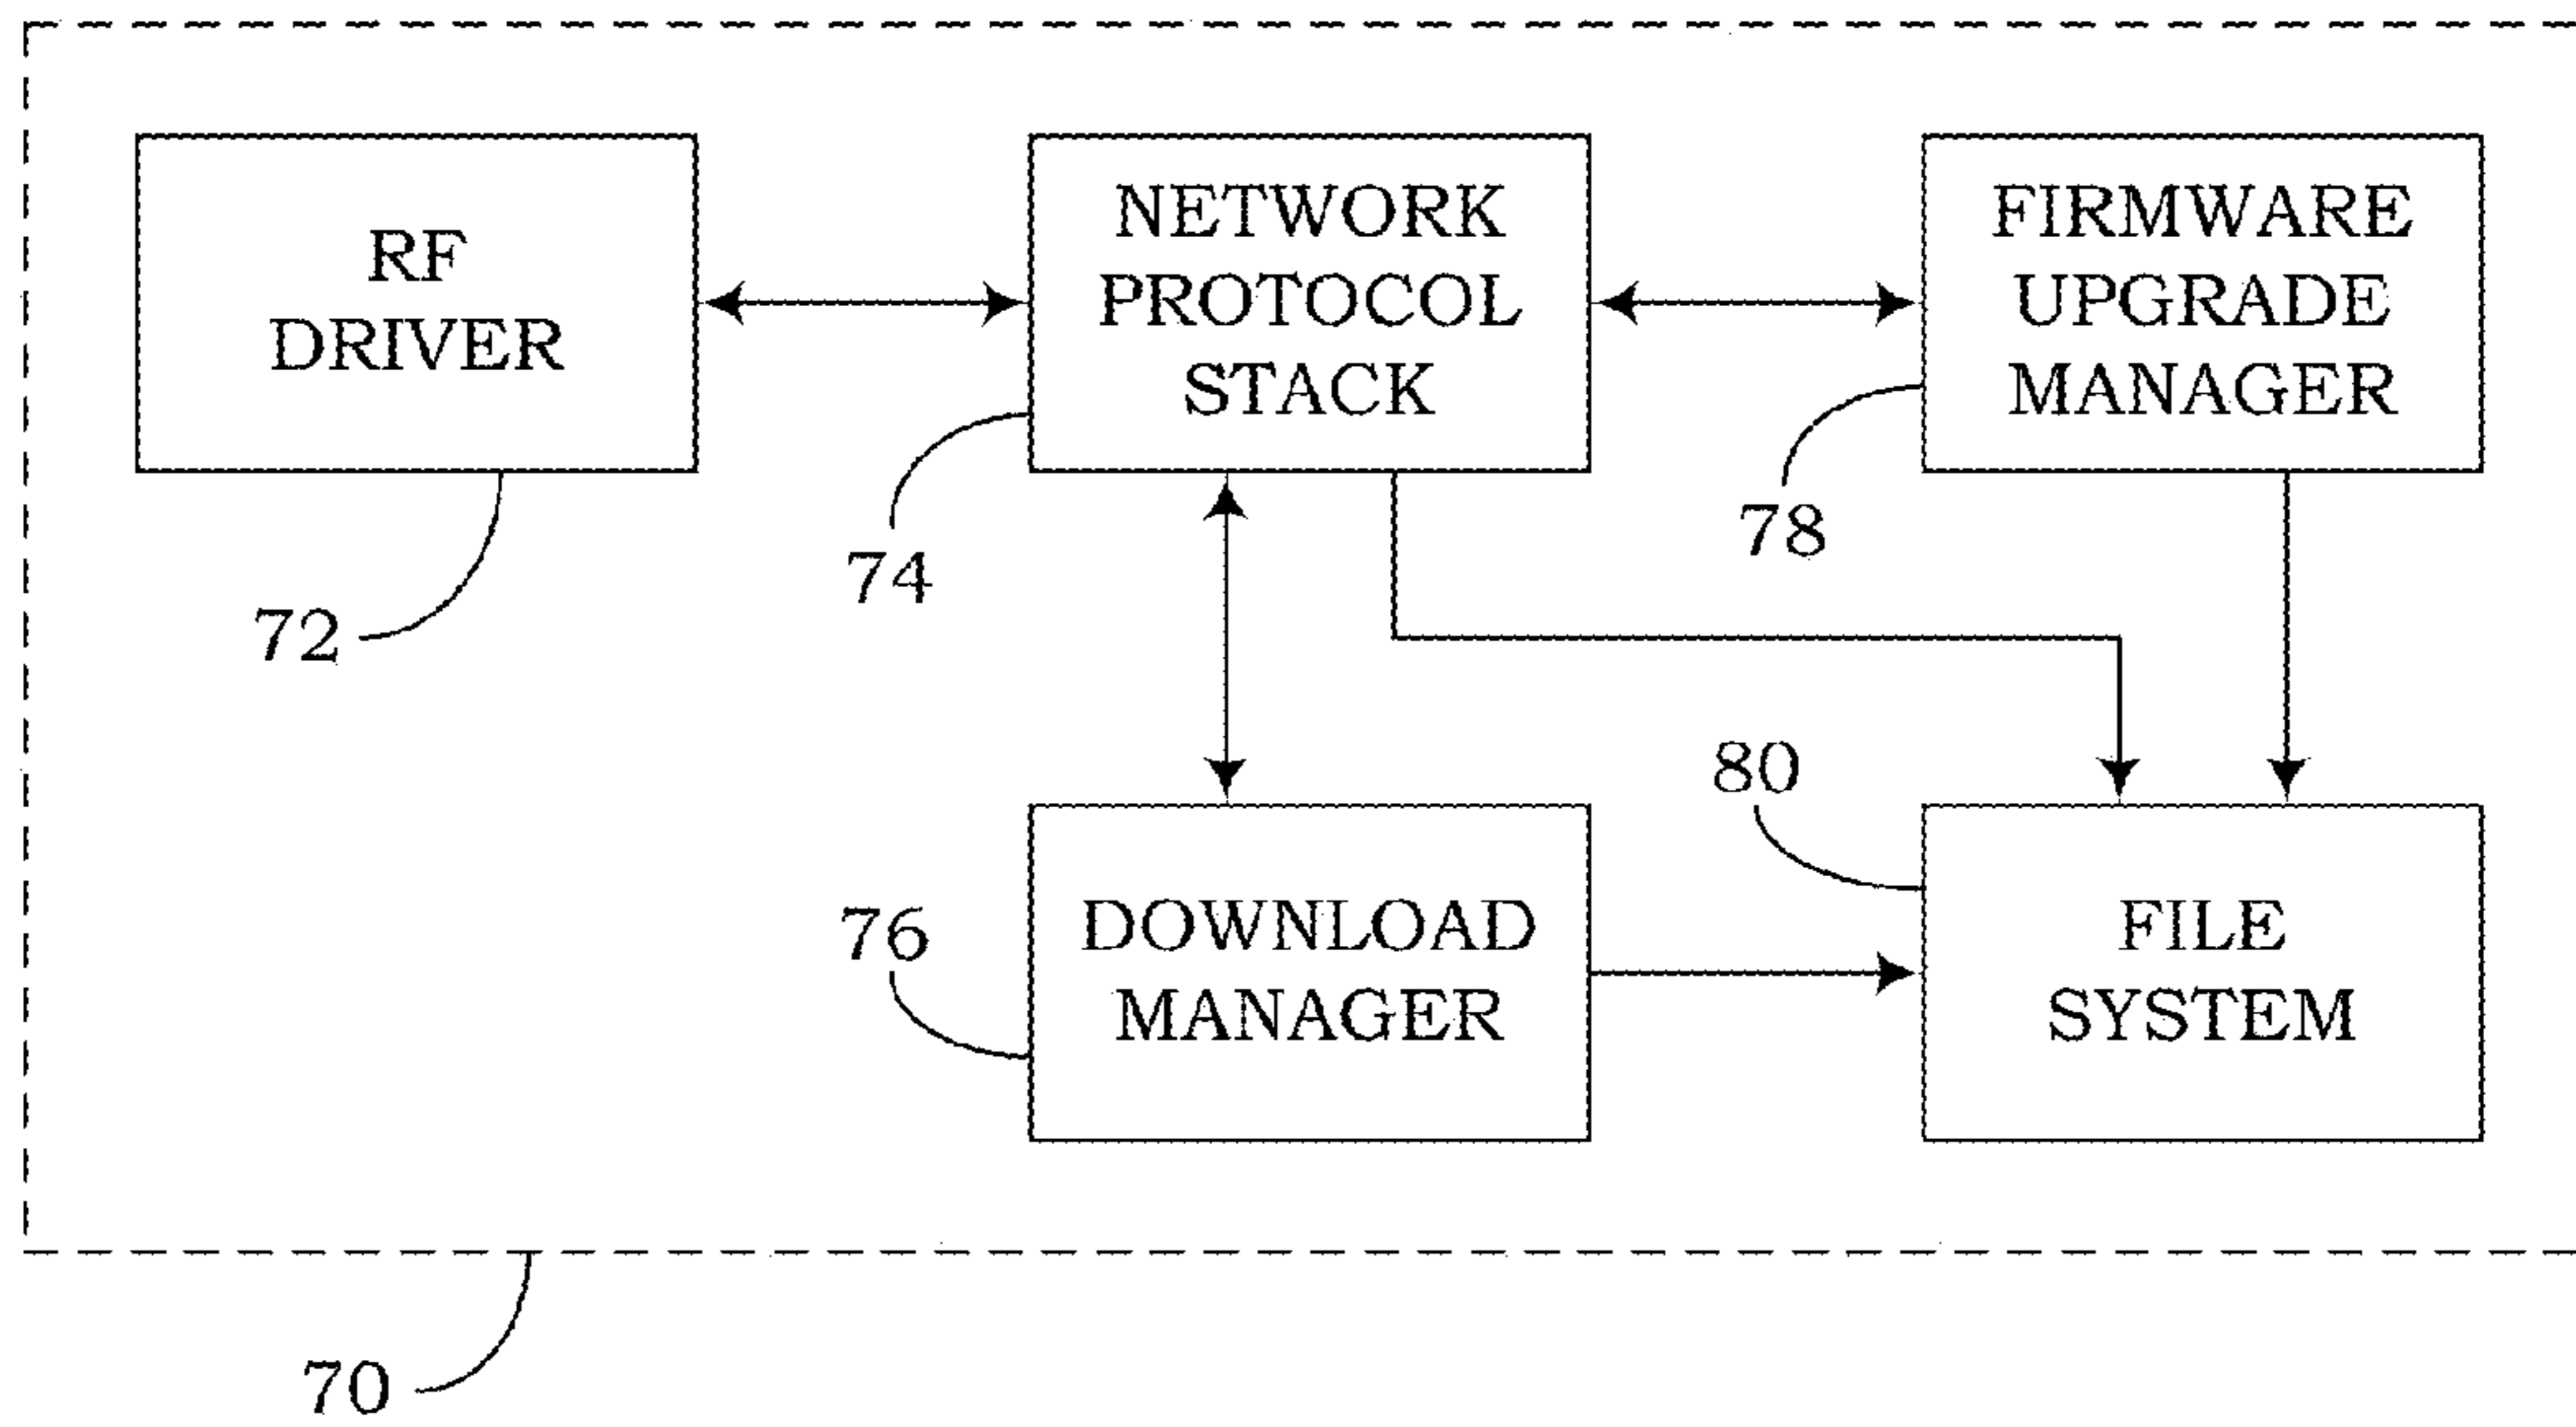 RF
DRIVER
72
NETWORK
PROTOCOL
STACK
74
FIRMWARE
UPGRADE
MANAGER
78
DOWNLOAD
MANAGER
76
FILE
SYSTEM
80
70